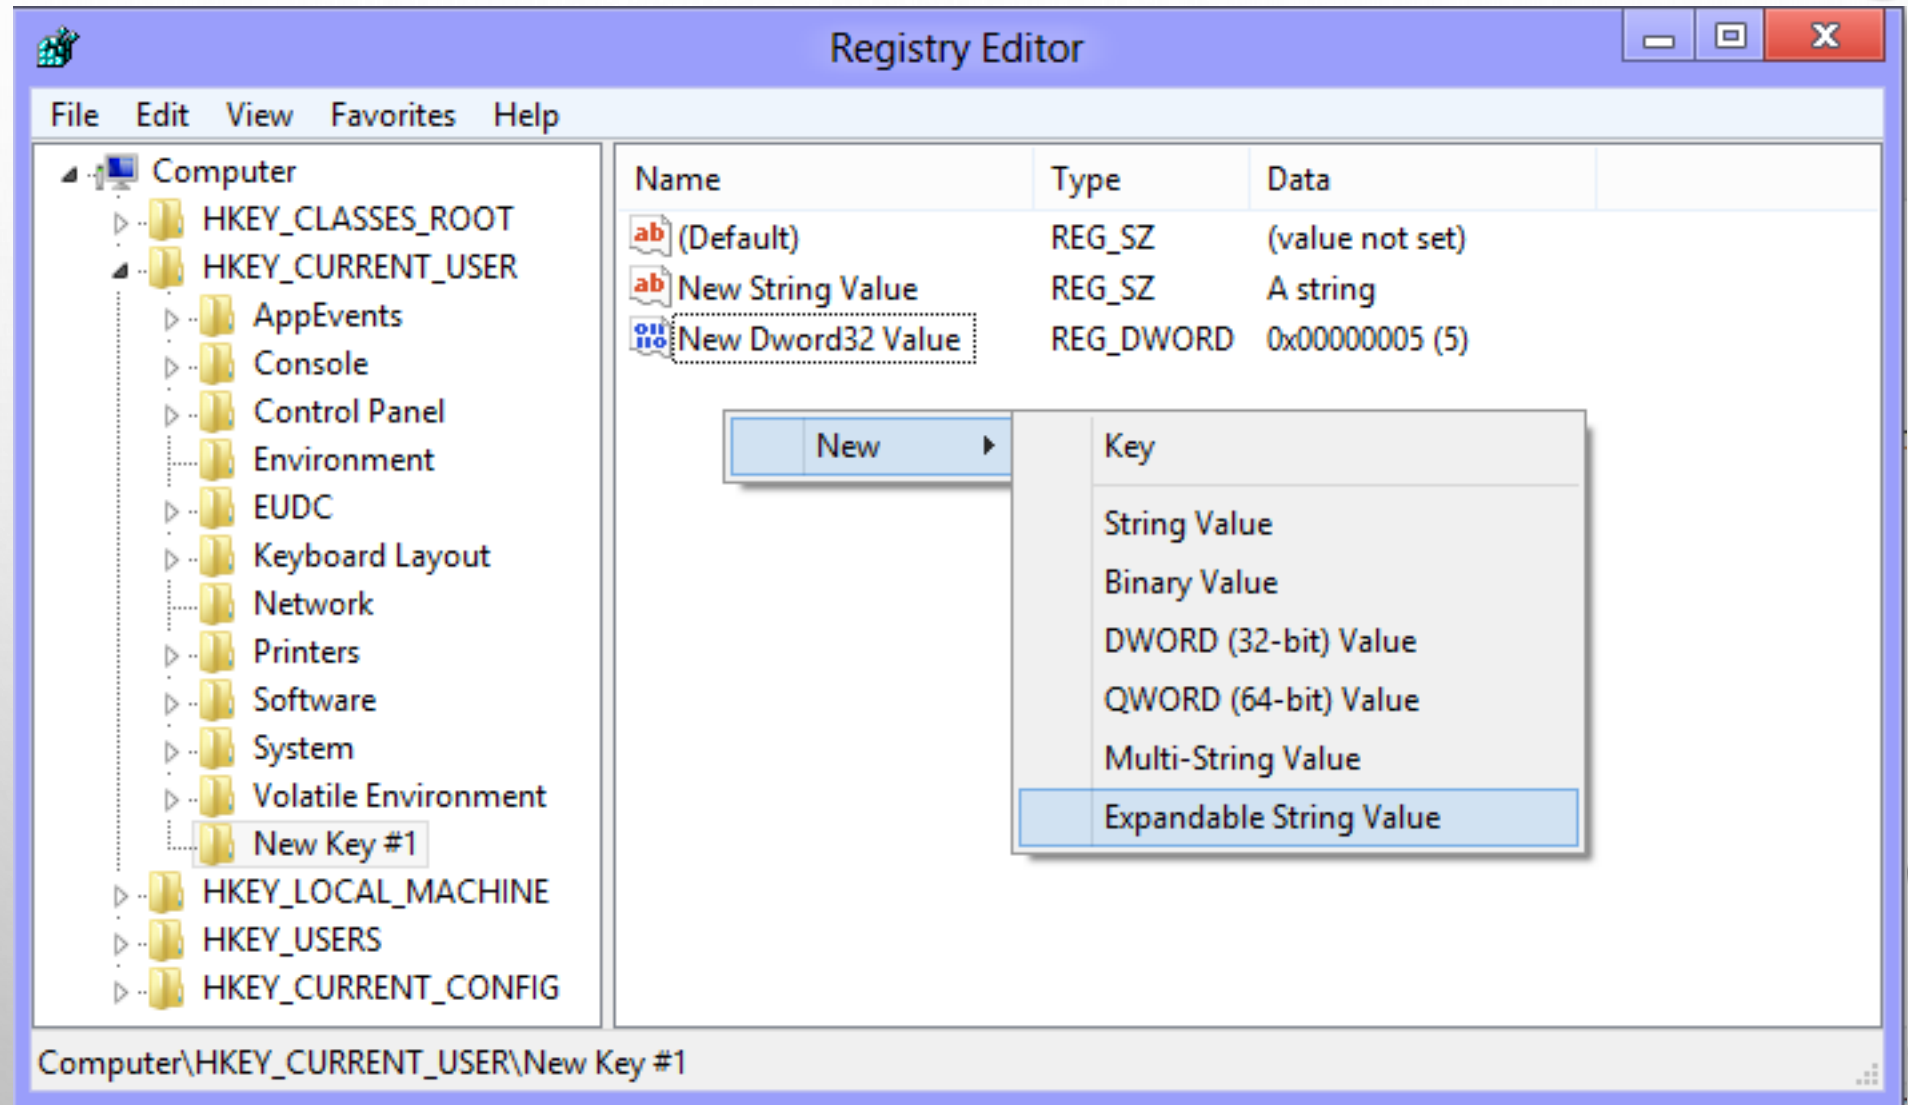 Registry Editor
File Edit View Favorites Help
Computer
HKEY_CLASSES_ROOT
HKEY_CURRENT_USER
AppEvents
Console
Control Panel
Environment
EUDC
Keyboard Layout
Network
Printers
Software
System
Volatile Environment
New Key #1
HKEY_LOCAL_MACHINE
HKEY_USERS
HKEY_CURRENT_CONFIG
Name Type Data
(Default) REG_SZ (value not set)
New String Value REG_SZ A string
New Dword32 Value REG_DWORD 0x00000005 (5)
New
Key
String Value
Binary Value
DWORD (32-bit) Value
QWORD (64-bit) Value
Multi-String Value
Expandable String Value
Computer\HKEY_CURRENT_USER\New Key #1